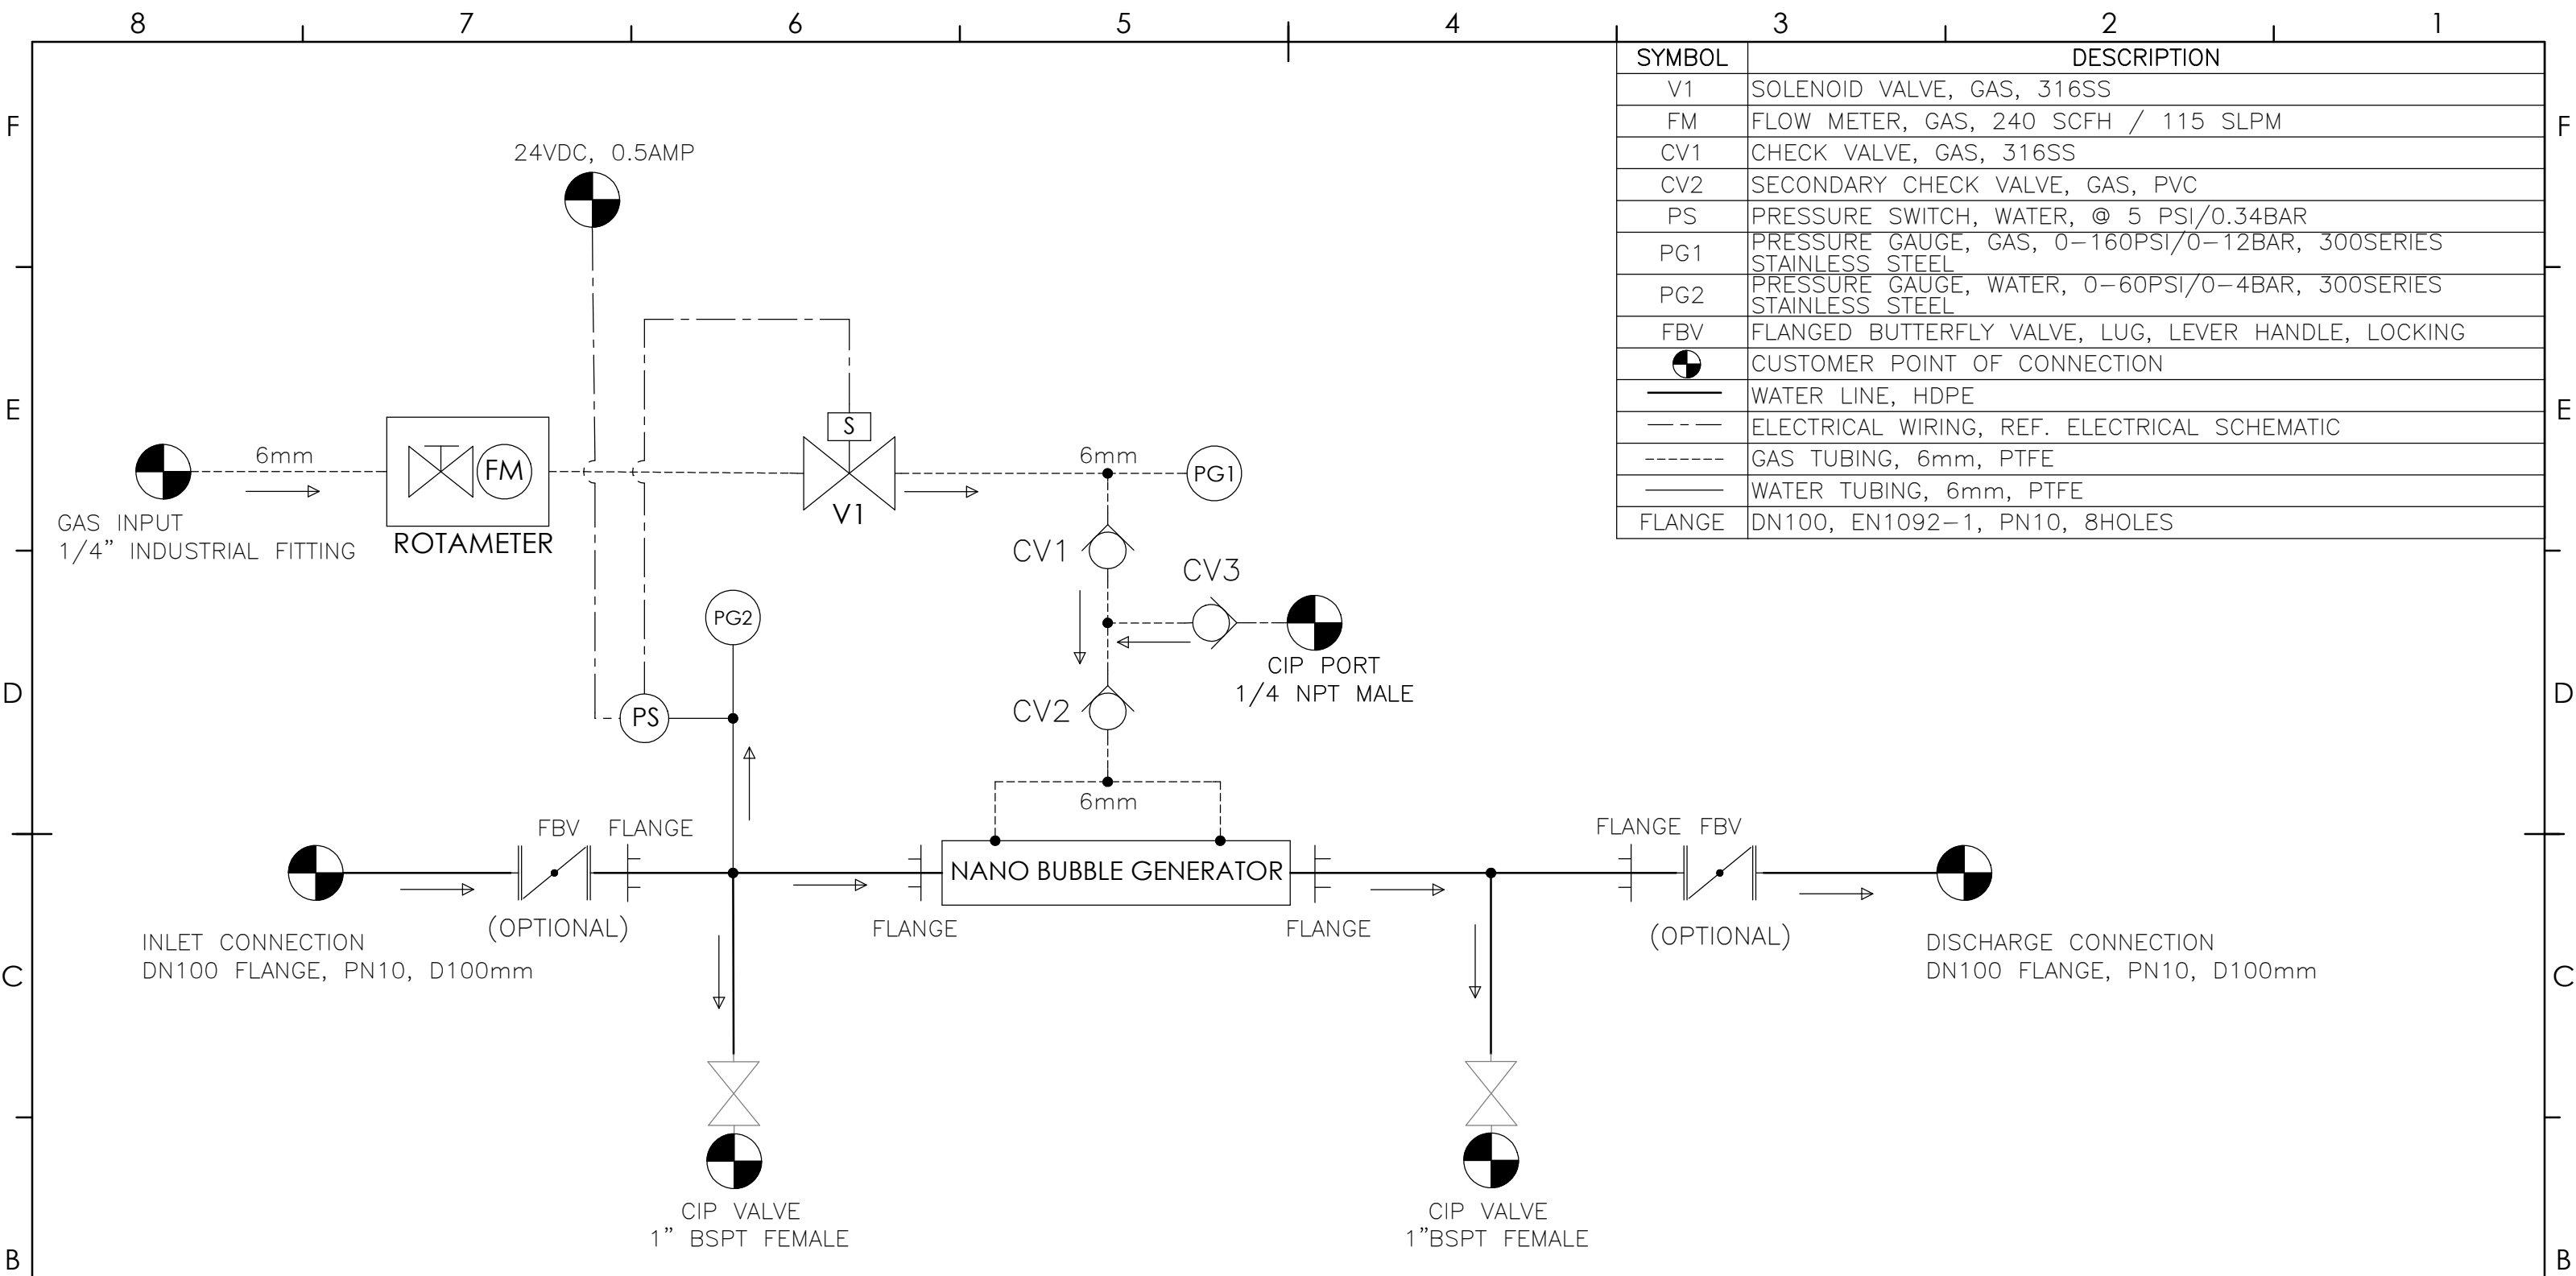 8 7 6 5 4 3 2 1
SYMBOL DESCRIPTION
V1 SOLENOID VALVE, GAS, 316SS
FM FLOW METER, GAS, 240 SCFH / 115 SLPM
CV1 CHECK VALVE, GAS, 316SS
CV2 SECONDARY CHECK VALVE, GAS, PVC
PS PRESSURE SWITCH, WATER, @ 5 PSI/0.34BAR
PG1 PRESSURE GAUGE, GAS, 0-160PSI/0-12BAR, 300SERIES
STAINLESS STEEL
PG2 PRESSURE GAUGE, WATER, 0-60PSI/0-4BAR, 300SERIES
STAINLESS STEEL
FBV FLANGED BUTTERFLY VALVE, LUG, LEVER HANDLE, LOCKING
CUSTOMER POINT OF CONNECTION
WATER LINE, HDPE
ELECTRICAL WIRING, REF. ELECTRICAL SCHEMATIC
GAS TUBING, 6mm, PTFE
WATER TUBING, 6mm, PTFE
FLANGE DN100, EN1092-1, PN10, 8HOLES
F F
24VDC, 0.5AMP
E E
S
6mm
FM
6mm
PG1
V1
GAS INPUT
1/4" INDUSTRIAL FITTING
ROTAMETER
CV1
CV3
PG2
CIP PORT
1/4 NPT MALE
D D
PS
CV2
6mm
FBV FLANGE
FLANGE FBV
NANO BUBBLE GENERATOR
(OPTIONAL)
FLANGE
FLANGE
(OPTIONAL)
INLET CONNECTION
DN100 FLANGE, PN10, D100mm
DISCHARGE CONNECTION
DN100 FLANGE, PN10, D100mm
C C
CIP VALVE
1" BSPT FEMALE
CIP VALVE
1"BSPT FEMALE
B B